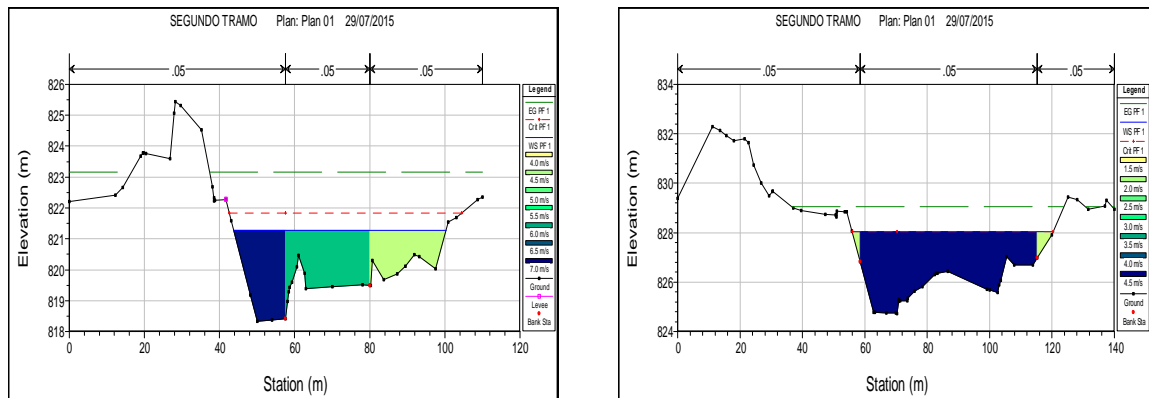 SEGUNDO TRAMO Plan: Plan 01 29/07/2015
.05 .05 .05
Elevation (m)
826
825
824
823
822
821
820
819
818
0 20 40 60 80 100 120
Station (m)
Legend
EG PF 1
Crit PF 1
WS PF 1
4.0 m/s
4.5 m/s
5.0 m/s
5.5 m/s
6.0 m/s
6.5 m/s
7.0 m/s
Ground
Levee
Bank Sta
SEGUNDO TRAMO Plan: Plan 01 29/07/2015
.05 .05 .05
Elevation (m)
834
832
830
828
826
824
0 20 40 60 80 100 120 140
Station (m)
Legend
EG PF 1
WS PF 1
Crit PF 1
1.5 m/s
2.0 m/s
2.5 m/s
3.0 m/s
3.5 m/s
4.0 m/s
4.5 m/s
Ground
Bank Sta